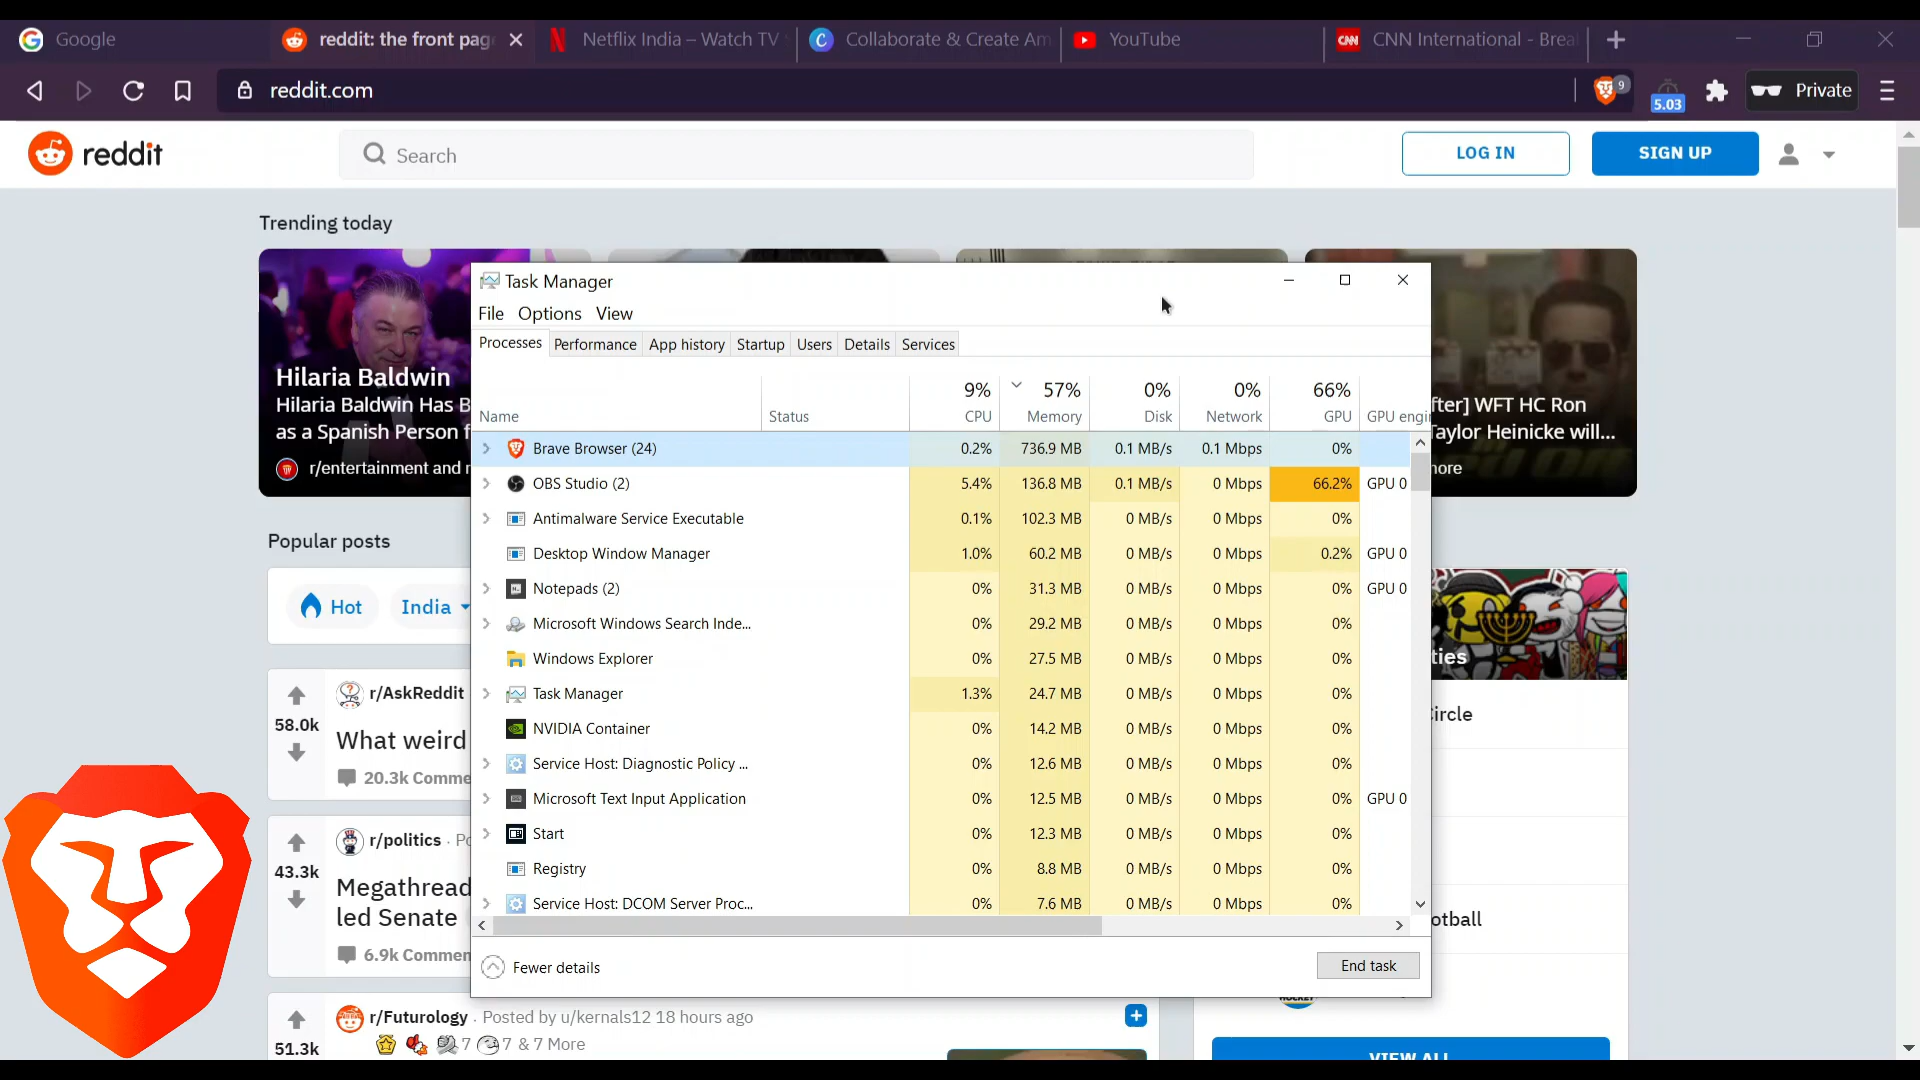 Google
reddit: the front pag
Netflix India – Watch TV
Collaborate & Create Am
CNN
CNN International - Brea
YouTube
reddit.com
9
5.03
Private
reddit
Search
LOG IN
SIGN UP
Trending today
Hilaria Baldwin
Hilaria Baldwin Has B
as a Spanish Person f
r/entertainment and r
fter] WFT HC Ron
Taylor Heinicke will...
more
Popular posts
Hot
India
r/AskReddit
58.0k
What weird
20.3k Comme
r/politics · Po
43.3k
Megathread
led Senate
6.9k Commen
r/Futurology · Posted by u/kernals12 18 hours ago
7
7
& 7 More
51.3k
ties
Circle
otball
VIEW ALL
Task Manager
File Options View
Processes Performance App history Startup Users Details Services
9% 57% 0% 0% 66%
Name Status CPU Memory Disk Network GPU GPU engin
Brave Browser (24) 0.2% 736.9 MB 0.1 MB/s 0.1 Mbps 0%
OBS Studio (2) 5.4% 136.8 MB 0.1 MB/s 0 Mbps 66.2% GPU 0
Antimalware Service Executable 0.1% 102.3 MB 0 MB/s 0 Mbps 0%
Desktop Window Manager 1.0% 60.2 MB 0 MB/s 0 Mbps 0.2% GPU 0
Notepads (2) 0% 31.3 MB 0 MB/s 0 Mbps 0% GPU 0
Microsoft Windows Search Inde... 0% 29.2 MB 0 MB/s 0 Mbps 0%
Windows Explorer 0% 27.5 MB 0 MB/s 0 Mbps 0%
Task Manager 1.3% 24.7 MB 0 MB/s 0 Mbps 0%
NVIDIA Container 0% 14.2 MB 0 MB/s 0 Mbps 0%
Service Host: Diagnostic Policy ... 0% 12.6 MB 0 MB/s 0 Mbps 0%
Microsoft Text Input Application 0% 12.5 MB 0 MB/s 0 Mbps 0% GPU 0
Start 0% 12.3 MB 0 MB/s 0 Mbps 0%
Registry 0% 8.8 MB 0 MB/s 0 Mbps 0%
Service Host: DCOM Server Proc... 0% 7.6 MB 0 MB/s 0 Mbps 0%
Fewer details
End task